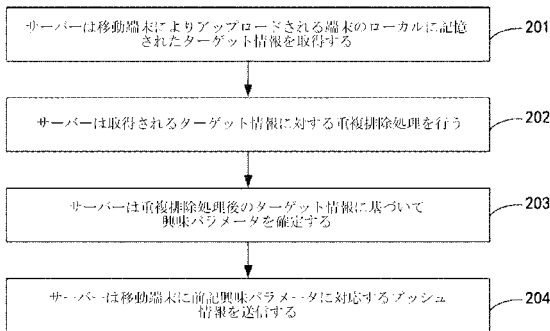 サーバーは移動端末によりアップロードされる端末のローカルに記憶
されたターゲット情報を取得する
201
サーバーは取得されるターゲット情報に対する重複排除処理を行う
202
サーバーは重複排除処理後のターゲット情報に基づいて
興味パラメータを確定する
203
サーバーは移動端末に前記興味パラメータに対応するプッシュ
情報を送信する
204